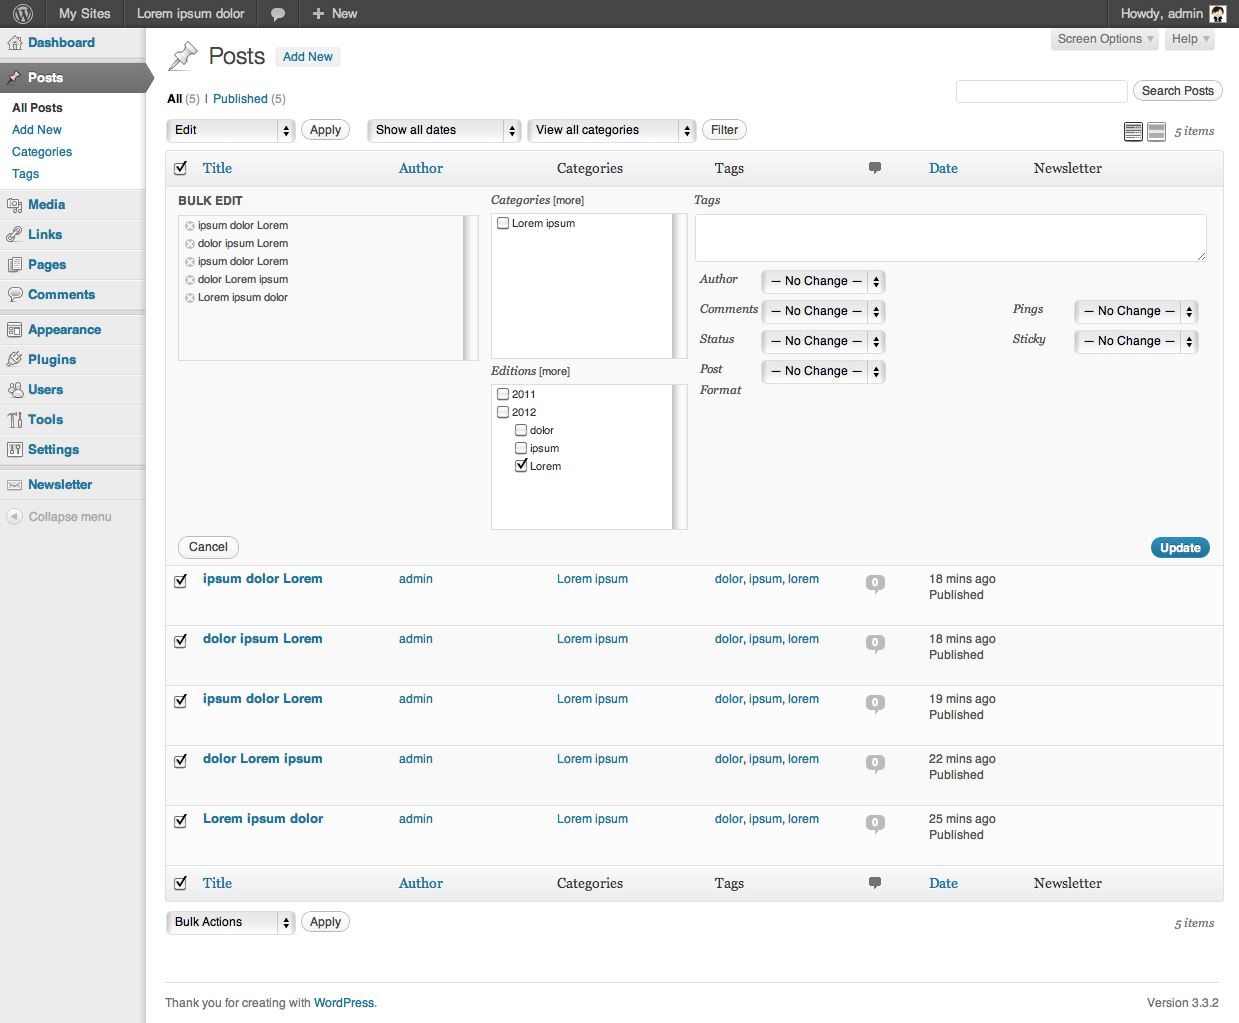 My Sites Lorem ipsum dolor + New Howdy, admin
Screen Options Help
Dashboard
Posts
All Posts
Add New
Categories
Tags
Media
Links
Pages
Comments
Appearance
Plugins
Users
Tools
Settings
Newsletter
Collapse menu
Posts Add New
All (5) | Published (5)
Search Posts
Edit Apply Show all dates View all categories Filter 5 items
Title Author Categories Tags Date Newsletter
BULK EDIT
ipsum dolor Lorem
dolor ipsum Lorem
ipsum dolor Lorem
dolor Lorem ipsum
Lorem ipsum dolor
Categories [more]
Lorem ipsum
Editions [more]
2011
2012
dolor
ipsum
Lorem
Tags
Author — No Change —
Comments — No Change — Pings — No Change —
Status — No Change — Sticky — No Change —
Post — No Change —
Format
Cancel Update
ipsum dolor Lorem admin Lorem ipsum dolor, ipsum, lorem 0 18 mins ago
Published
dolor ipsum Lorem admin Lorem ipsum dolor, ipsum, lorem 0 18 mins ago
Published
ipsum dolor Lorem admin Lorem ipsum dolor, ipsum, lorem 0 19 mins ago
Published
dolor Lorem ipsum admin Lorem ipsum dolor, ipsum, lorem 0 22 mins ago
Published
Lorem ipsum dolor admin Lorem ipsum dolor, ipsum, lorem 0 25 mins ago
Published
Title Author Categories Tags Date Newsletter
Bulk Actions Apply 5 items
Thank you for creating with WordPress. Version 3.3.2